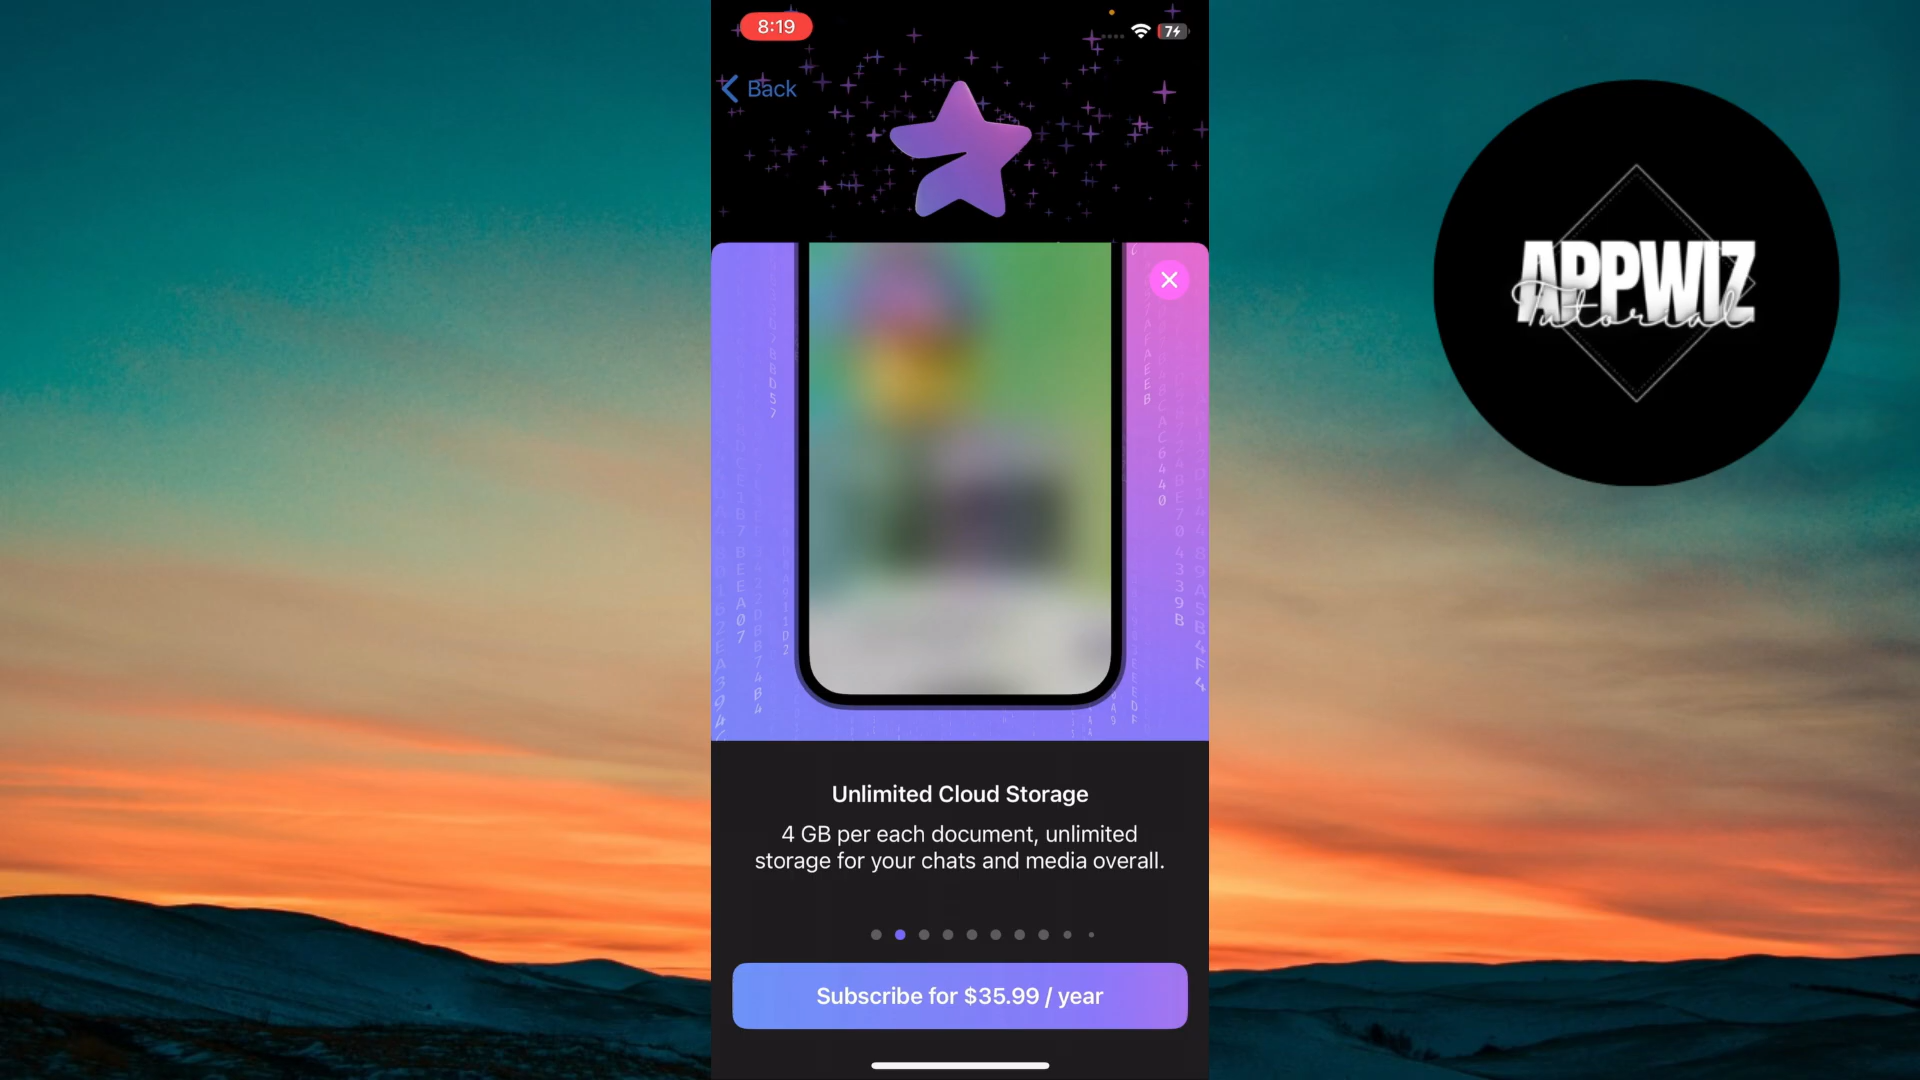 8:19
7
Back
APPWIZ
Tutorial
Unlimited Cloud Storage
4 GB per each document, unlimited
storage for your chats and media overall.
Subscribe for $35.99 / year